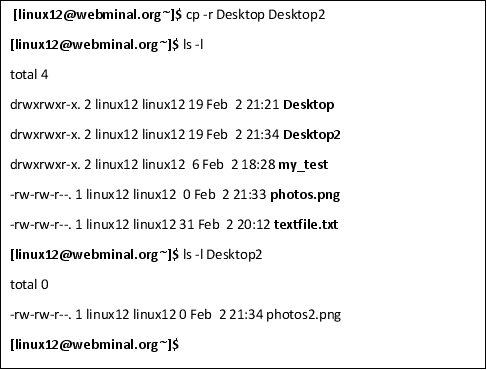 [linux12@webminal.org~]$ cp -r Desktop Desktop2
[linux12@webminal.org~]$ ls -l
total 4
drwxrwxr-x. 2 linux12 linux12 19 Feb  2 21:21 Desktop
drwxrwxr-x. 2 linux12 linux12 19 Feb  2 21:34 Desktop2
drwxrwxr-x. 2 linux12 linux12  6 Feb  2 18:28 my_test
-rw-rw-r--. 1 linux12 linux12  0 Feb  2 21:33 photos.png
-rw-rw-r--. 1 linux12 linux12 31 Feb  2 20:12 textfile.txt
[linux12@webminal.org~]$ ls -l Desktop2
total 0
-rw-rw-r--. 1 linux12 linux12 0 Feb  2 21:34 photos2.png
[linux12@webminal.org~]$